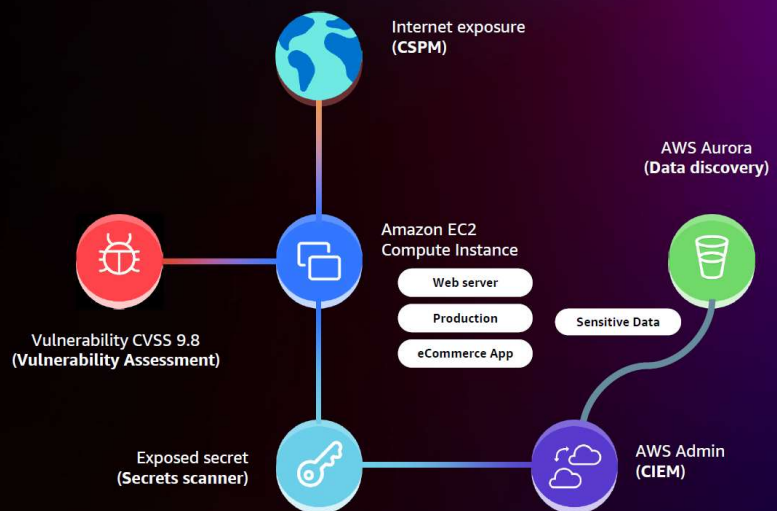 Internet exposure
(CSPM)
AWS Aurora
(Data discovery)
Amazon EC2
Compute Instance
Web server
Production
eCommerce App
Sensitive Data
Vulnerability CVSS 9.8
(Vulnerability Assessment)
Exposed secret
(Secrets scanner)
AWS Admin
(CIEM)